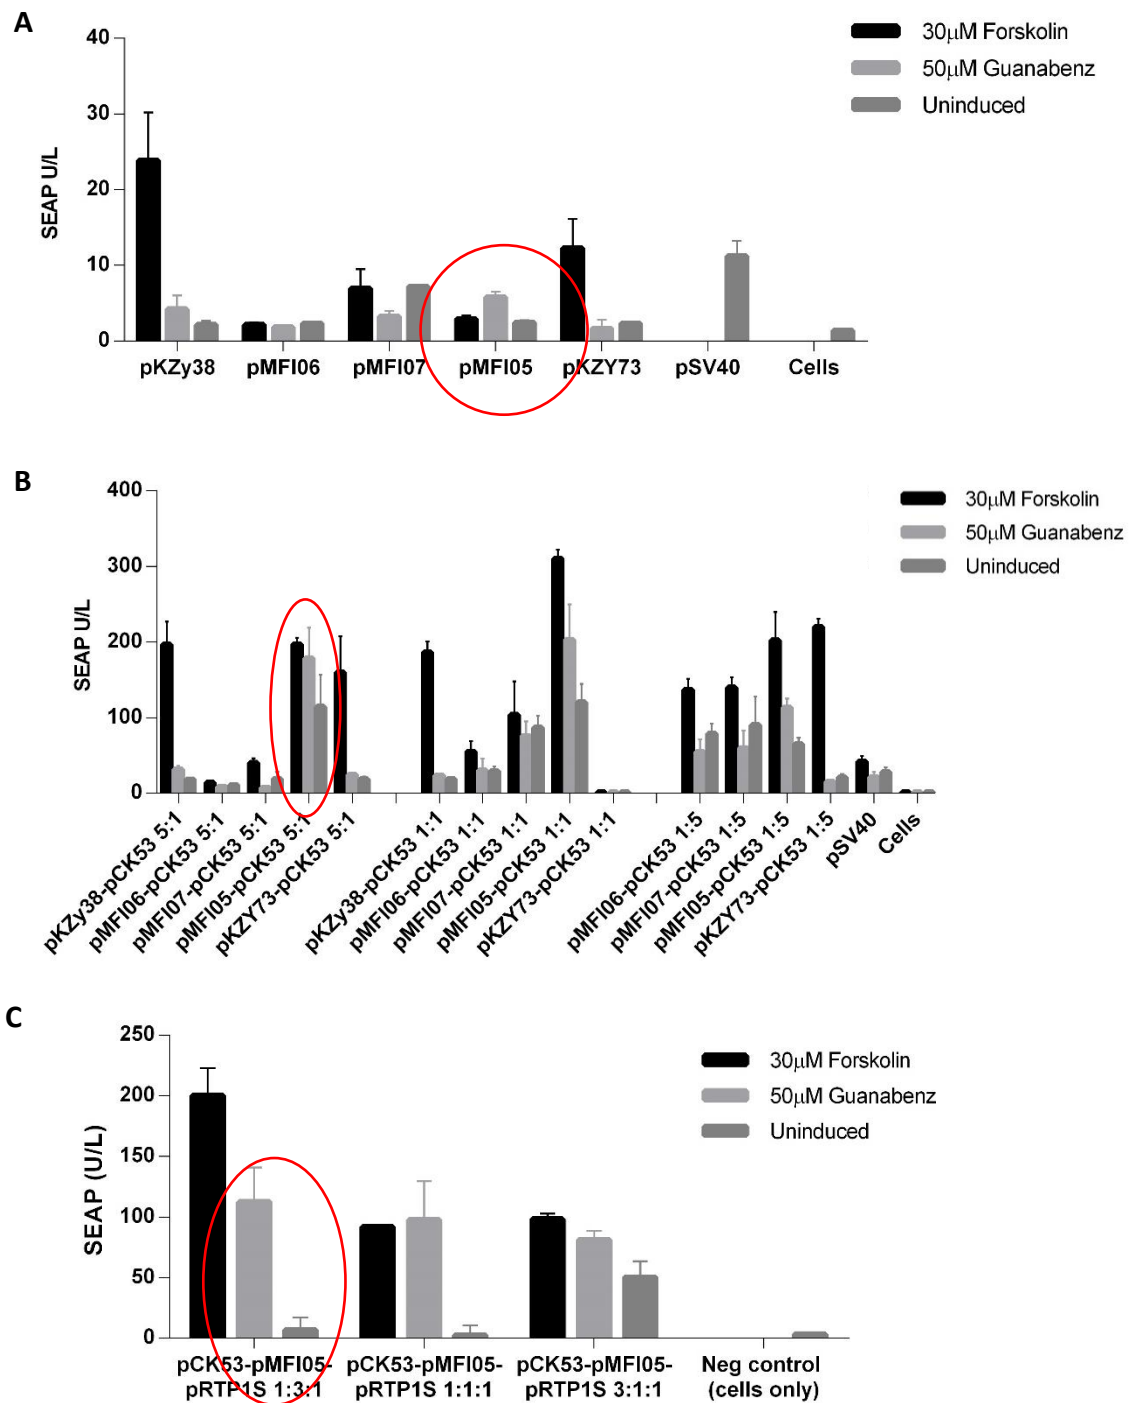 A
40
30
20
10
0
SEAP U/L
30μM Forskolin
50μM Guanabenz
Uninduced
pKZy38 pMFI06 pMFI07 pMFI05 pKZY73 pSV40 Cells
B
400
300
200
100
0
SEAP U/L
30μM Forskolin
50μM Guanabenz
Uninduced
pKZy38-pCK53 5:1
pMFI06-pCK53 5:1
pMFI07-pCK53 5:1
pMFI05-pCK53 5:1
pKZY73-pCK53 5:1
pKZy38-pCK53 1:1
pMFI06-pCK53 1:1
pMFI07-pCK53 1:1
pMFI05-pCK53 1:1
pKZY73-pCK53 1:1
pMFI06-pCK53 1:5
pMFI07-pCK53 1:5
pMFI05-pCK53 1:5
pKZY73-pCK53 1:5
pSV40
Cells
C
250
200
150
100
50
0
SEAP (U/L)
30μM Forskolin
50μM Guanabenz
Uninduced
pCK53-pMFI05-
pRTP1S 1:3:1
pCK53-pMFI05-
pRTP1S 1:1:1
pCK53-pMFI05-
pRTP1S 3:1:1
Neg control
(cells only)